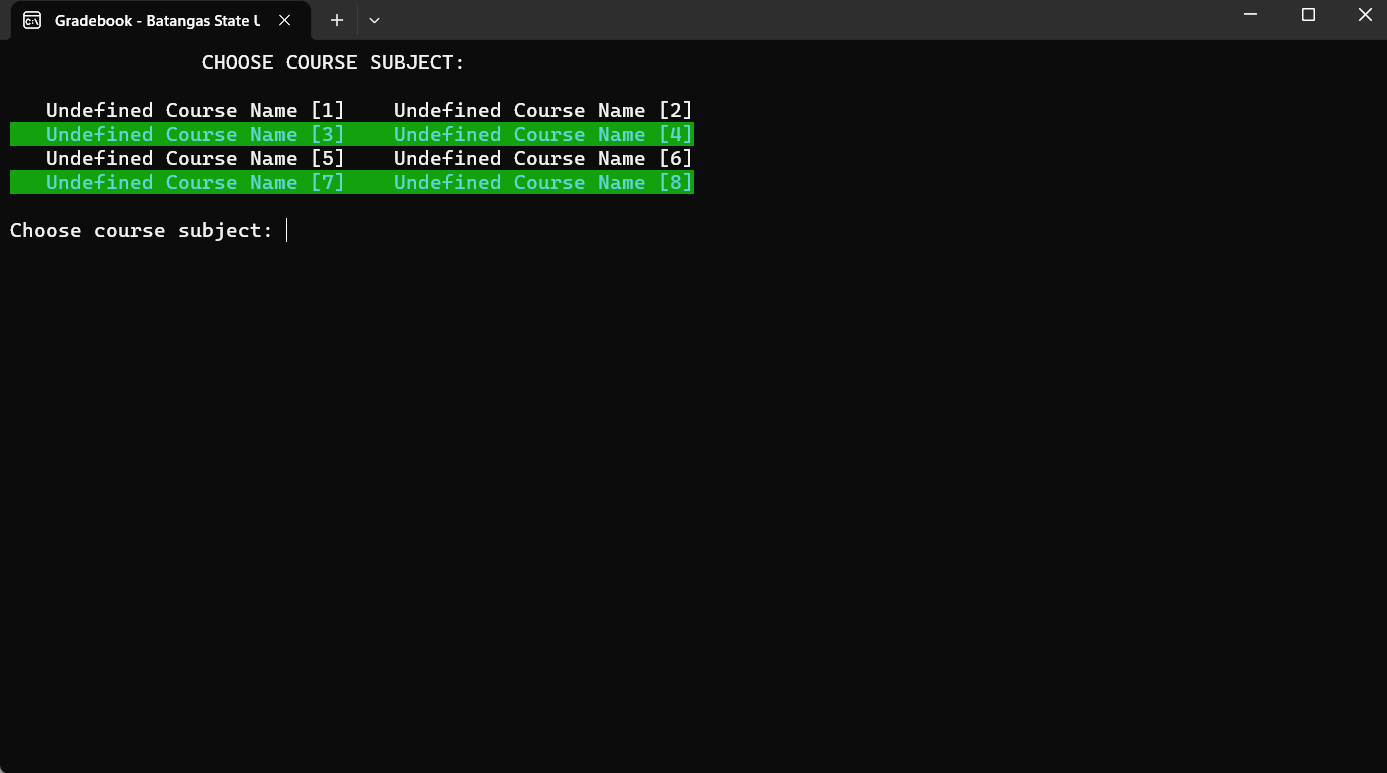 Gradebook - Batangas State U
CHOOSE COURSE SUBJECT:
Undefined Course Name [1]    Undefined Course Name [2]
Undefined Course Name [3]    Undefined Course Name [4]
Undefined Course Name [5]    Undefined Course Name [6]
Undefined Course Name [7]    Undefined Course Name [8]
Choose course subject: